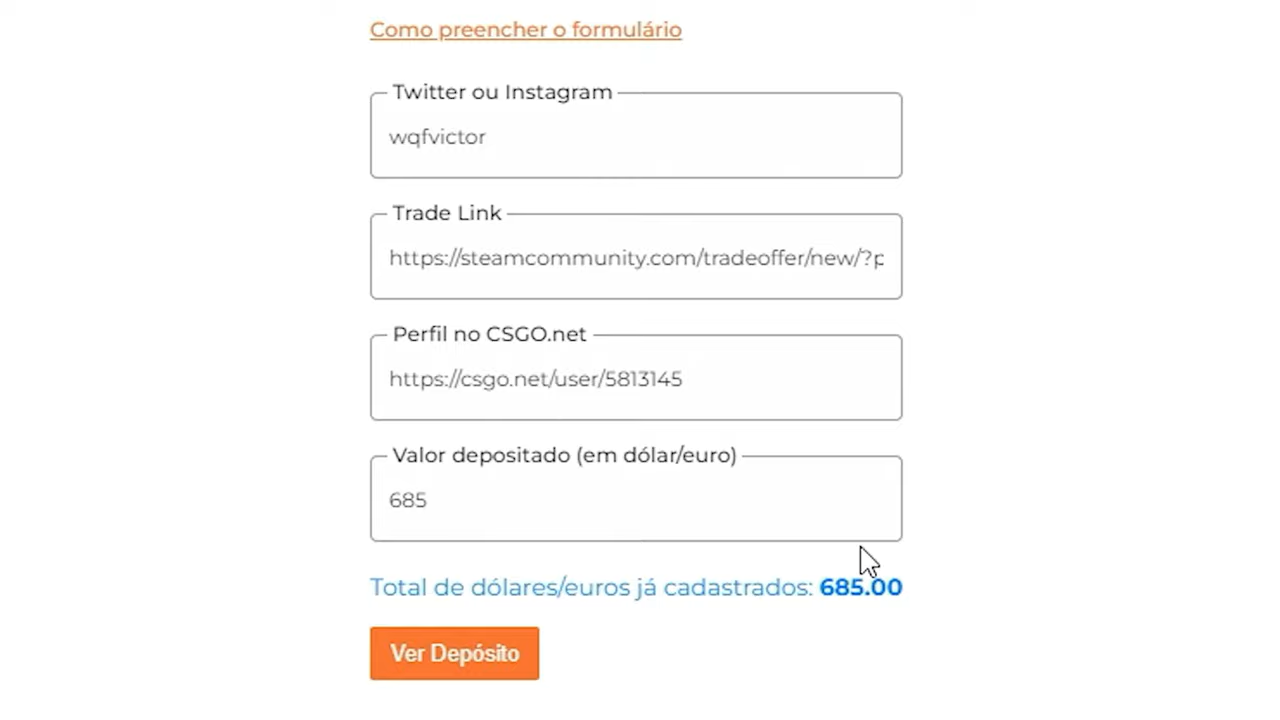 Como preencher o formulário
Twitter ou Instagram
wqfvictor
Trade Link
https://steamcommunity.com/tradeoffer/new/?p
Perfil no CSGO.net
https://csgo.net/user/5813145
Valor depositado (em dólar/euro)
685
Total de dólares/euros já cadastrados: 685.00
Ver Depósito